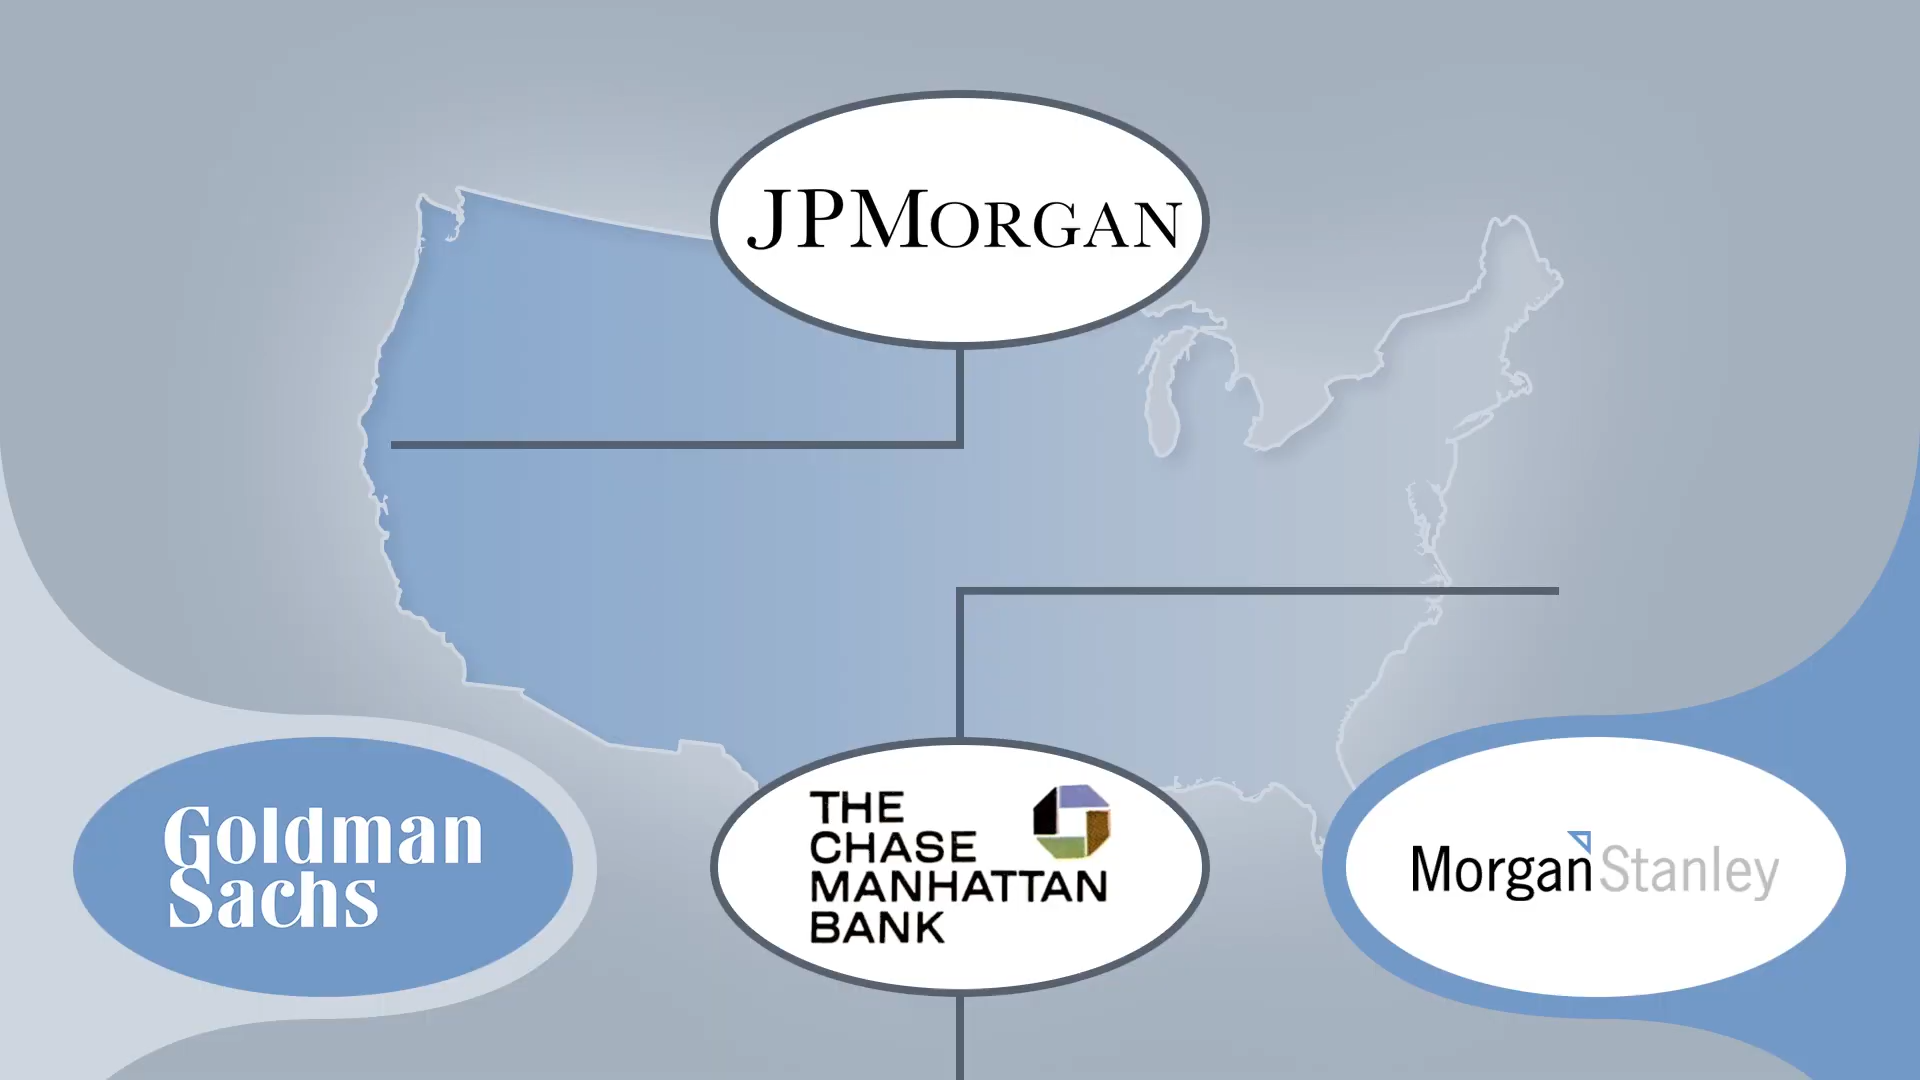 JPMORGAN
Goldman
Sachs
THE
CHASE
MANHATTAN
BANK
Morgan Stanley